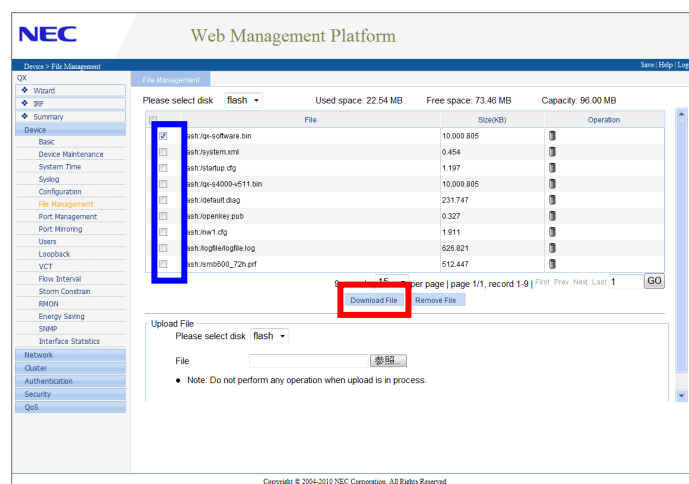 NEC
Web Management Platform
Device > File Management
Save | Help | Log
QX
File Management
Wizard
IRF
Summary
Device
Basic
Device Maintenance
System Time
Syslog
Configuration
File Management
Port Management
Port Mirroring
Users
Loopback
VCT
Flow Interval
Storm Constrain
RMON
Energy Saving
SNMP
Interface Statistics
Network
Cluster
Authentication
Security
QoS
Please select disk flash Used space: 22.54 MB Free space: 73.46 MB Capacity: 96.00 MB
File Size(KB) Operation
ash:/qx-software.bin 10,000.805
ash:/system.xml 0.454
ash:/startup.cfg 1.197
ash:/qx-s4000-v511.bin 10,000.805
ash:/default.diag 231.747
ash:/openkey.pub 0.327
ash:/nw1.cfg 1.911
ash:/logfile/logfile.log 626.821
ash:/smb600_72h.prf 512.447
per page | page 1/1, record 1-9 | First Prev Next Last 1 GO
Download File Remove File
Upload File
Please select disk flash
File 参照...
● Note: Do not perform any operation when upload is in process.
Copyright © 2004-2010 NEC Corporation. All Rights Reserved